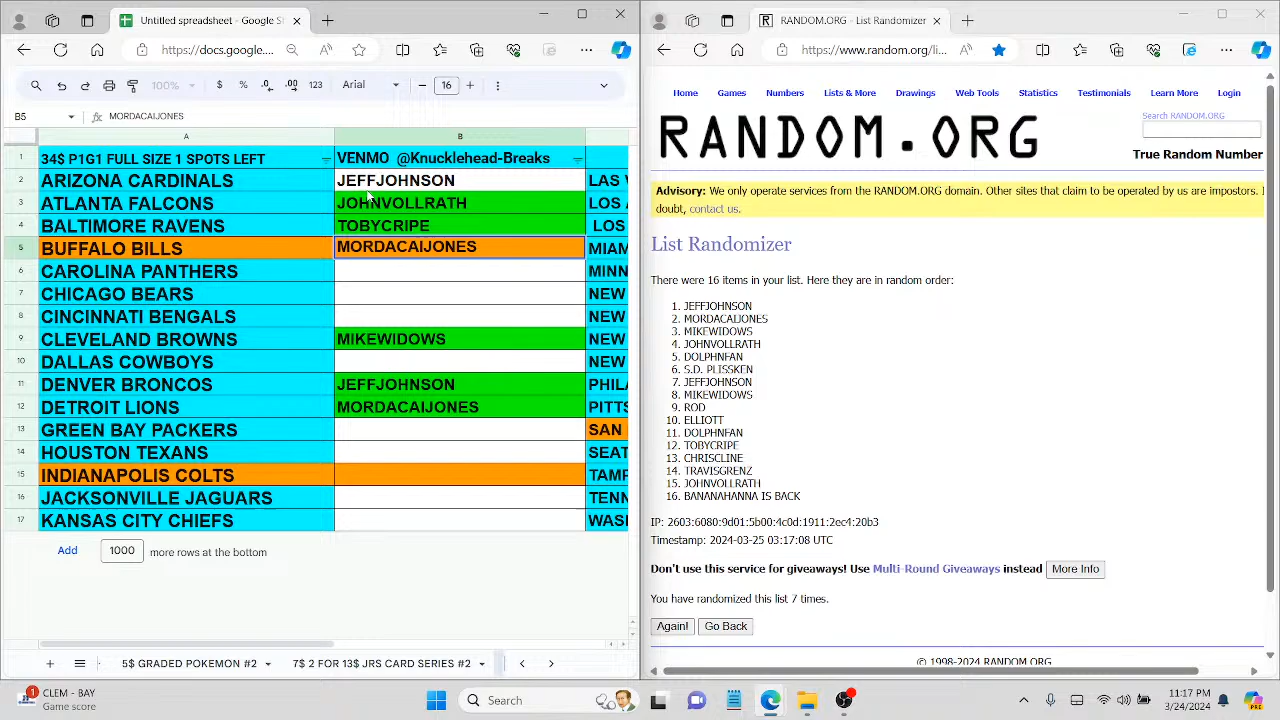 Untitled spreadsheet - Goo
https://docs.google....
100%
$ % .0 .00 123 Arial 16
B5 MORDACAIJONES
A B
1 34$ P1G1 FULL SIZE 1 SPOTS LEFT VENMO @Knucklehead-Breaks
2 ARIZONA CARDINALS JEFFJOHNSON LAS
3 ATLANTA FALCONS JOHNVOLLRATH LOS
4 BALTIMORE RAVENS TOBYCRIPE LOS
5 BUFFALO BILLS MORDACAIJONES MIAM
6 CAROLINA PANTHERS MINN
7 CHICAGO BEARS NEW
8 CINCINNATI BENGALS NEW
9 CLEVELAND BROWNS MIKEWIDOWS NEW
10 DALLAS COWBOYS NEW
11 DENVER BRONCOS JEFFJOHNSON PHIL
12 DETROIT LIONS MORDACAIJONES PITTS
13 GREEN BAY PACKERS SAN
14 HOUSTON TEXANS SEAT
15 INDIANAPOLIS COLTS TAMP
16 JACKSONVILLE JAGUARS TENN
17 KANSAS CITY CHIEFS WAS
Add 1000 more rows at the bottom
5$ GRADED POKEMON #2 7$ 2 FOR 13$ JRS CARD SERIES #2
RANDOM.ORG - List Randomizer
https://www.random.org/li...
Home Games Numbers Lists & More Drawings Web Tools Statistics Testimonials Learn More Login
RANDOM.ORG
Search RANDOM.ORG
True Random Number
Advisory: We only operate services from the RANDOM.ORG domain. Other sites that claim to be operated by us are impostors. I
doubt, contact us.
List Randomizer
There were 16 items in your list. Here they are in random order:
1. JEFFJOHNSON
2. MORDACAIJONES
3. MIKEWIDOWS
4. JOHNVOLLRATH
5. DOLPHNFAN
6. S.D. PLISSKEN
7. JEFFJOHNSON
8. MIKEWIDOWS
9. ROD
10. ELLIOTT
11. DOLPHNFAN
12. TOBYCRIPE
13. CHRISCLINE
14. TRAVISGRENZ
15. JOHNVOLLRATH
16. BANANAHANNA IS BACK
IP: 2603:6080:9d01:5b00:4c0d:1911:2ec4:20b3
Timestamp: 2024-03-25 03:17:08 UTC
Don't use this service for giveaways! Use Multi-Round Giveaways instead More Info
You have randomized this list 7 times.
Again! Go Back
© 1998-2024 RANDOM.ORG
1 CLEM - BAY
Game score
Search
11:17 PM
3/24/2024